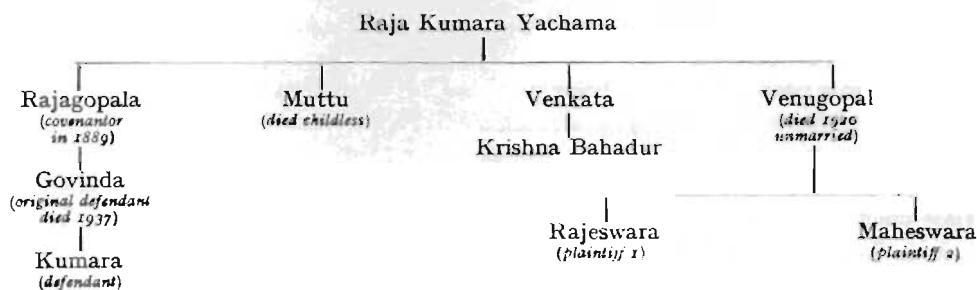 Raja Kumara Yachama
Rajagopala Muttu Venkata Venugopal
(covenantor (died childless) (died 1920
in 1889) unmarried)
Krishna Bahadur
Govinda
(original defendant
died 1937)
Rajeswara Maheswara
(plaintiff 1) (plaintiff 2)
Kumara
(defendant)